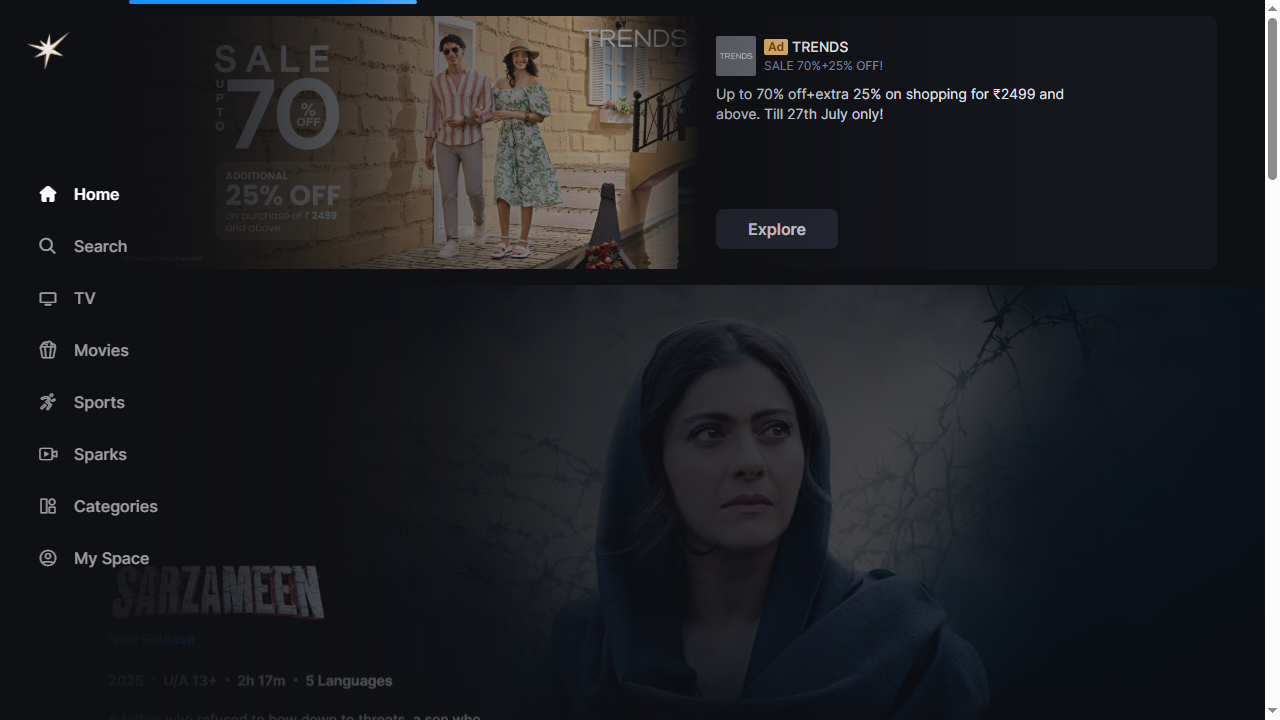 SALE
UPTO
70
%
OFF
ADDITIONAL
25% OFF
on purchase of ₹ 2499
and above
TRENDS
TRENDS
Ad TRENDS
SALE 70%+25% OFF!
Up to 70% off+extra 25% on shopping for ₹2499 and
above. Till 27th July only!
Explore
Home
Search
TV
Movies
Sports
Sparks
Categories
My Space
SARZAMEEN
New Release
2025 • U/A 13+ • 2h 17m • 5 Languages
A father who refused to bow down to threats, a son who